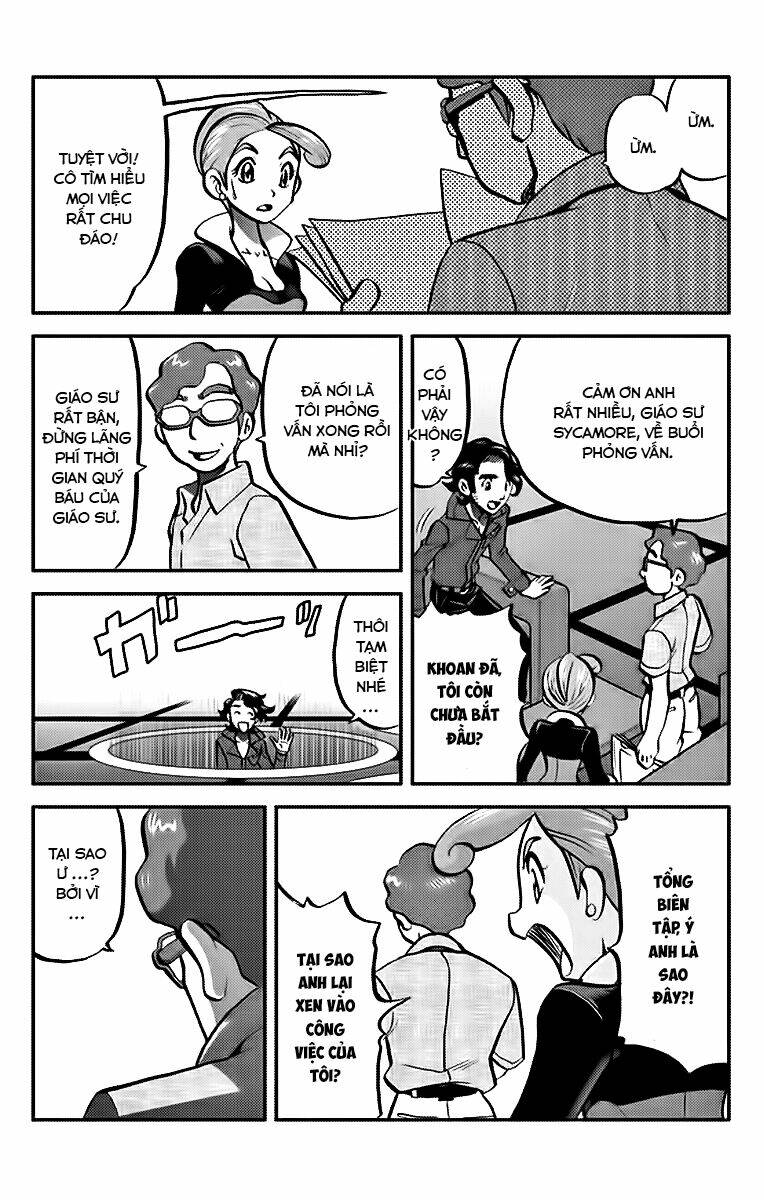 ỪM.
ỪM.
TUYỆT VỜI!
CÔ TÌM HIỂU
MỌI VIỆC
RẤT CHU
ĐÁO!
CẢM ƠN ANH
RẤT NHIỀU, GIÁO SƯ
SYCAMORE, VỀ BUỔI
PHỎNG VẤN.
CÓ
PHẢI
VẬY
KHÔNG
?
KHOAN ĐÃ,
TÔI CÒN
CHƯA BẮT
ĐẦU?
ĐÃ NÓI LÀ
TÔI PHỎNG
VẤN XONG RỒI
MÀ NHỈ?
GIÁO SƯ
RẤT BẬN,
ĐỪNG LÃNG
PHÍ THỜI
GIAN QUÝ
BÁU CỦA
GIÁO SƯ.
THÔI
TẠM
BIỆT
NHÉ
...
ガーーッ
TỔNG
BIÊN
TẬP, Ý
ANH LÀ
SAO
ĐÂY?!
TẠI SAO
ANH LẠI
XEN VÀO
CÔNG
VIỆC CỦA
TÔI?
TẠI SAO
Ư ...?
BỞI VÌ
...